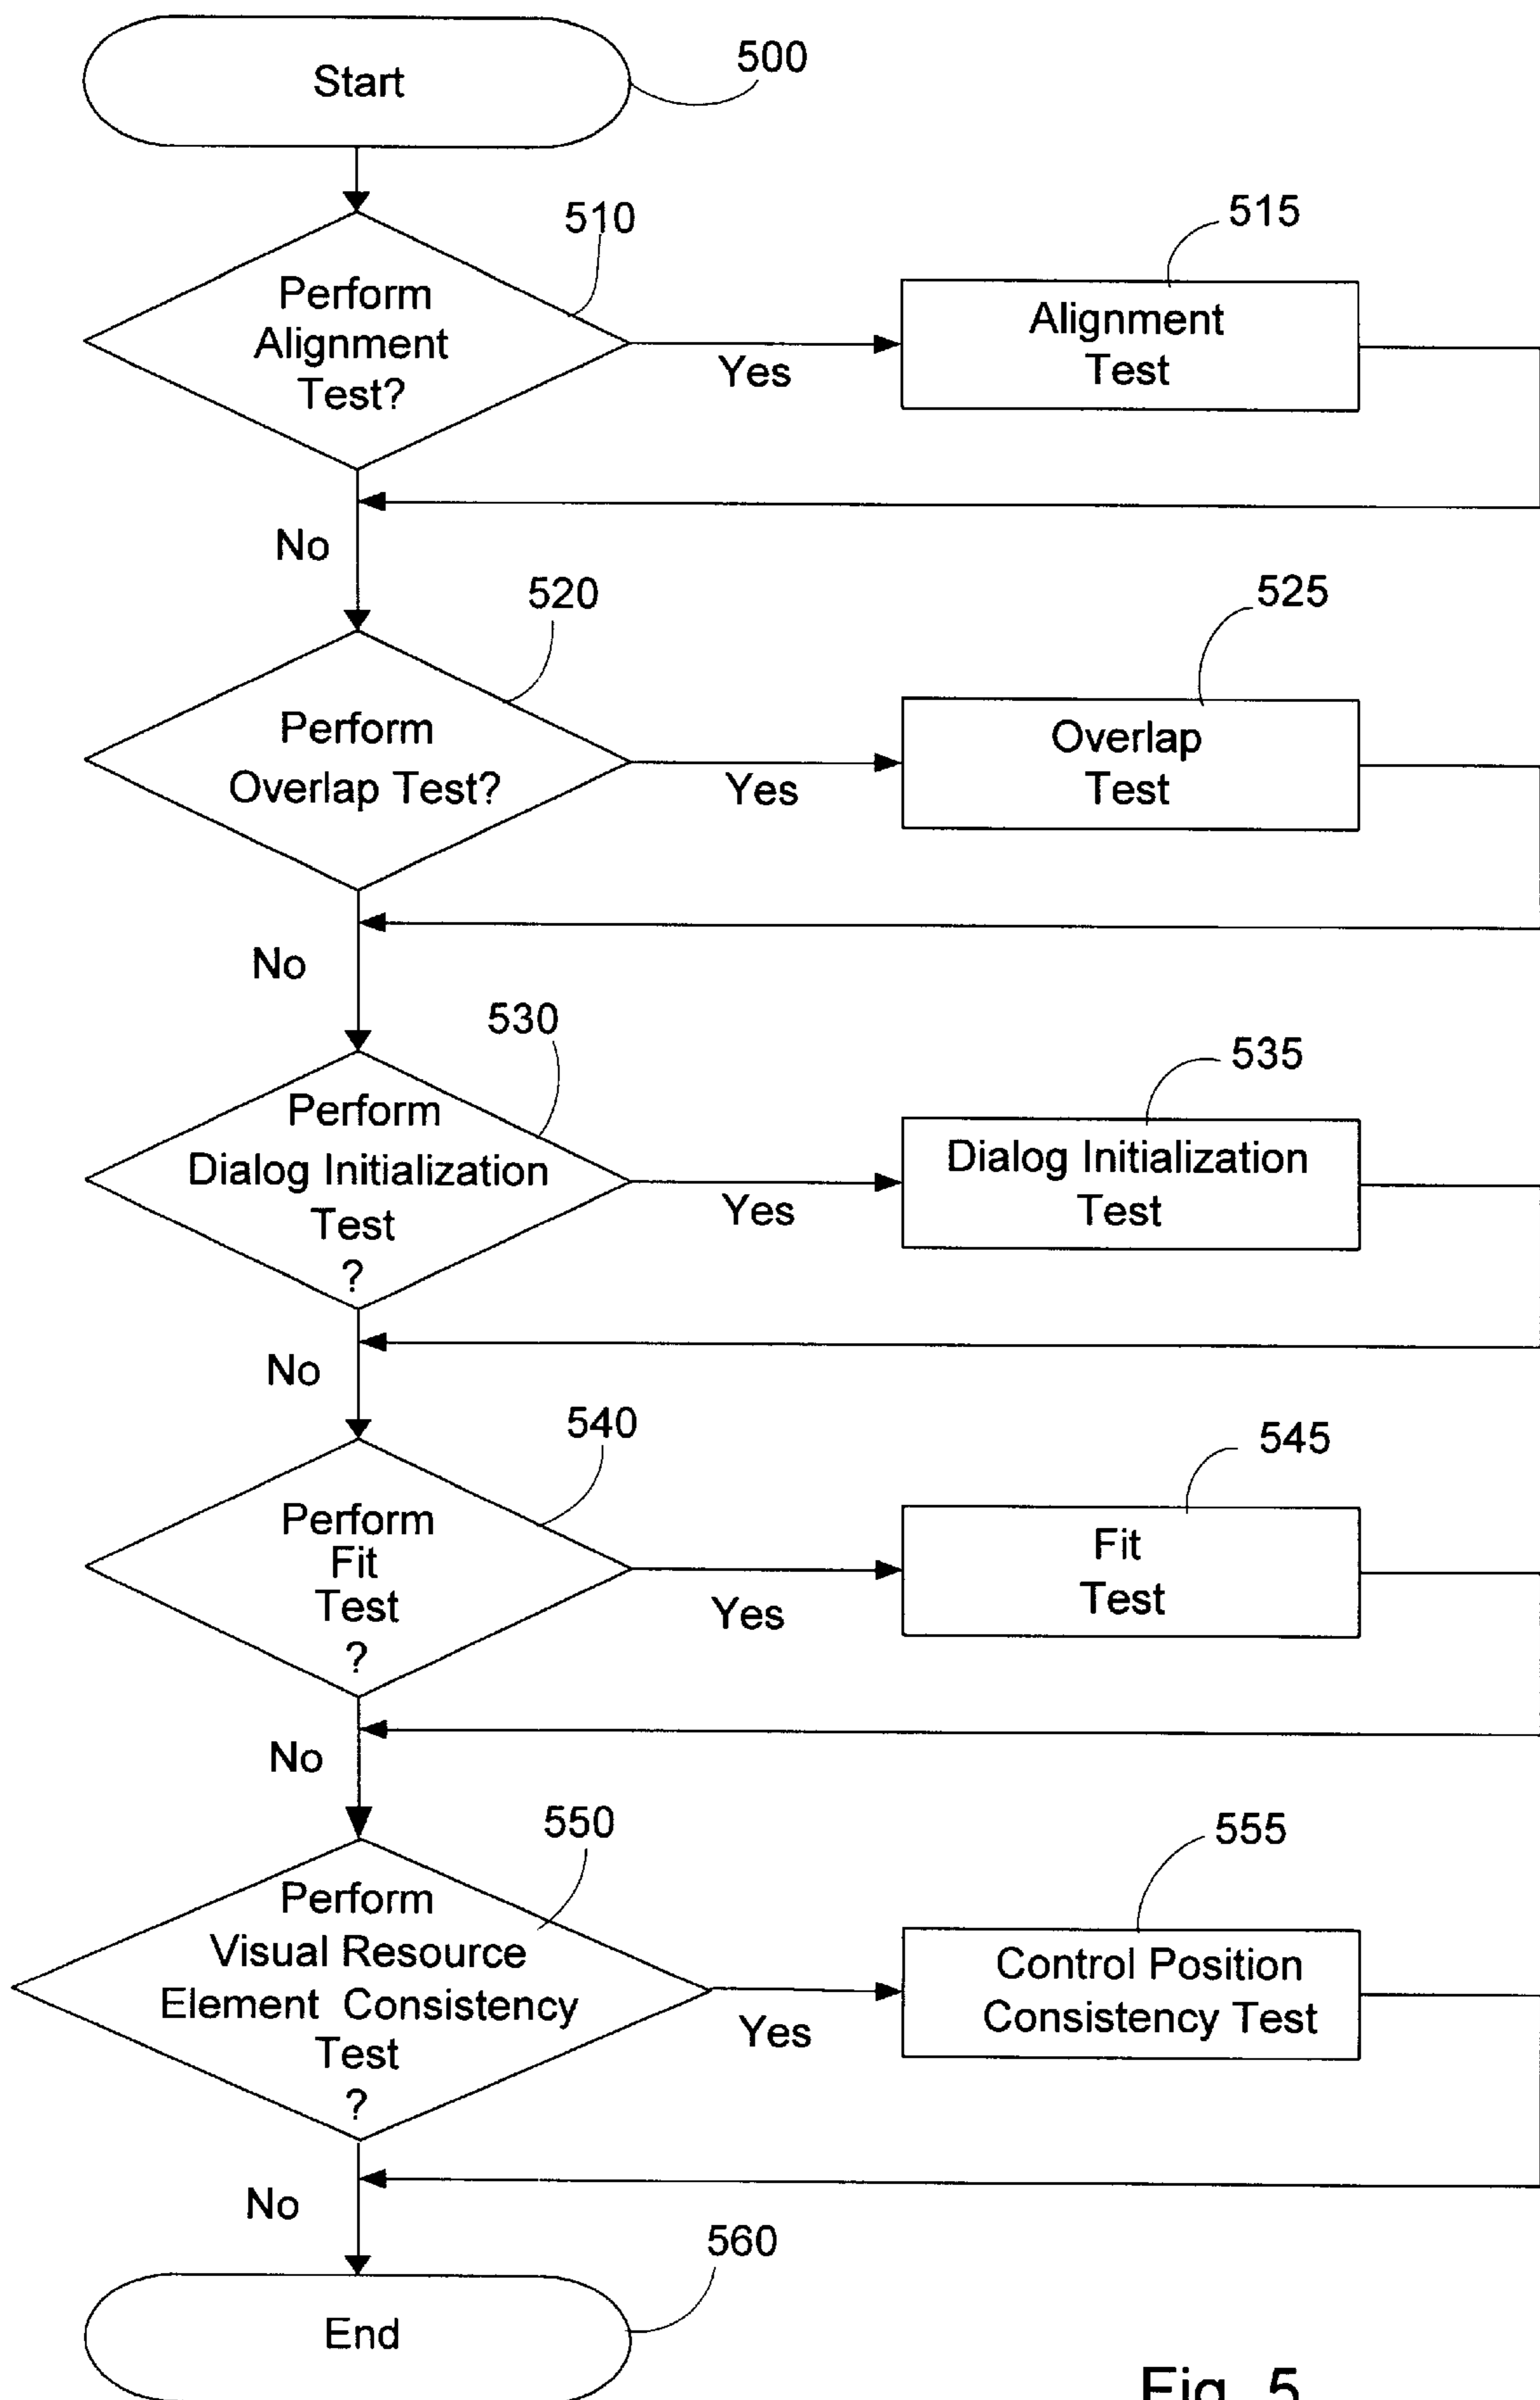 Start
500
510
515
Perform
Alignment
Test?
Yes
Alignment
Test
No
520
525
Perform
Overlap Test?
Yes
Overlap
Test
No
530
535
Perform
Dialog Initialization
Test
?
Yes
Dialog Initialization
Test
No
540
545
Perform
Fit
Test
?
Yes
Fit
Test
No
550
555
Perform
Visual Resource
Element Consistency
Test
?
Yes
Control Position
Consistency Test
No
560
End
Fig. 5